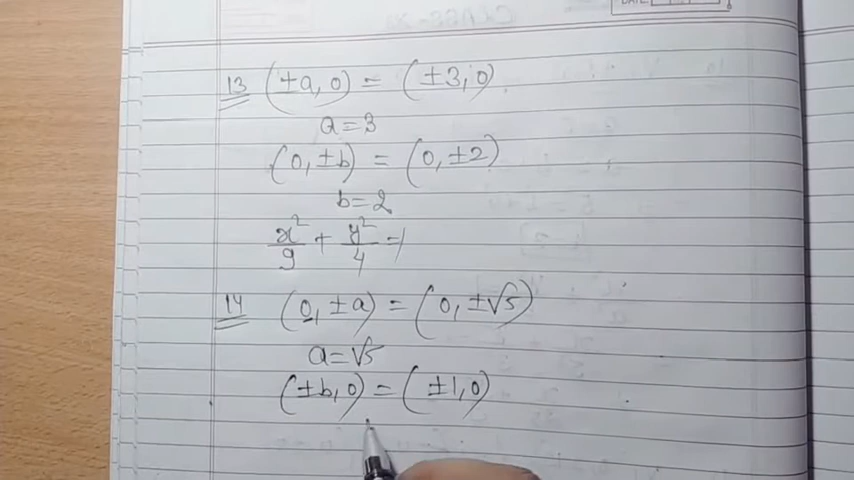 DATE:
13 (±a, 0) = (±3, 0)
a = 3
(0, ±b) = (0, ±2)
b = 2
x²/9 + y²/4 = 1
14 (0, ±a) = (0, ±√5)
a = √5
(±b, 0) = (±1, 0)